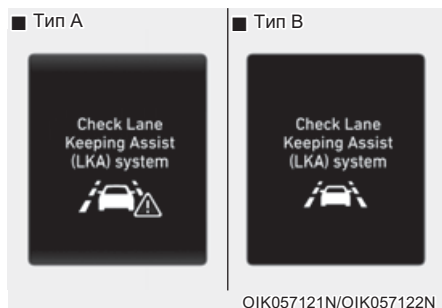 ■ Тип A
Check Lane
Keeping Assist
(LKA) system
■ Тип B
Check Lane
Keeping Assist
(LKA) system
OIK057121N/OIK057122N